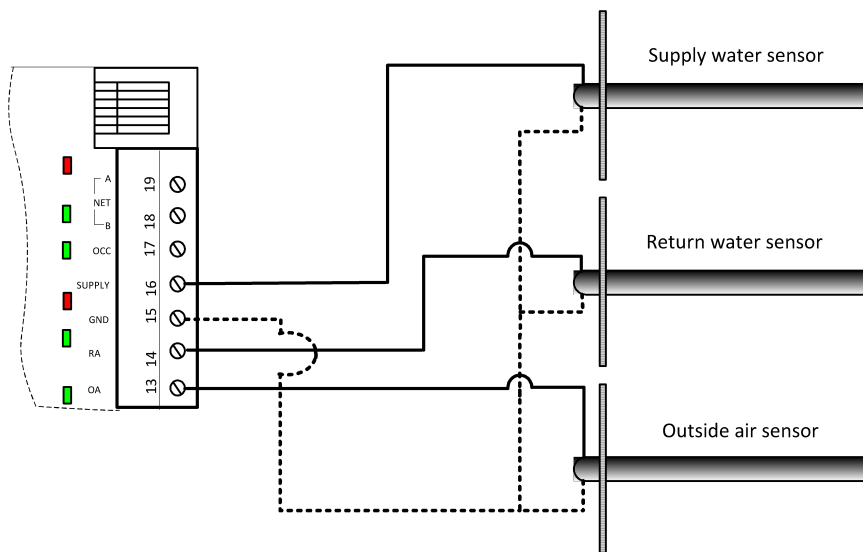 Supply water sensor
Return water sensor
Outside air sensor
A
NET
B
OCC
SUPPLY
GND
RA
OA
19
18
17
16
15
14
13